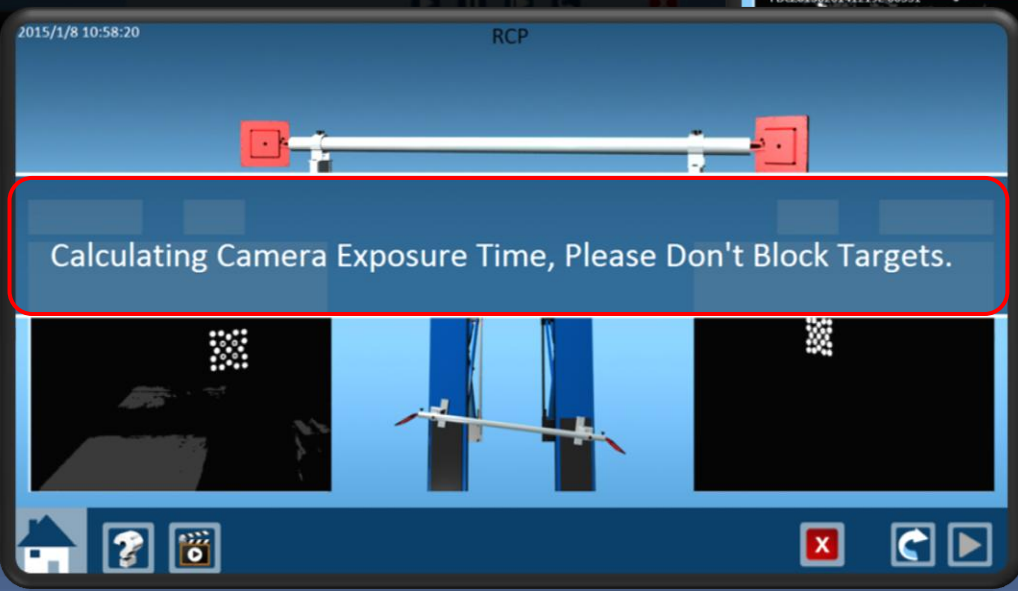 2015/1/8 10:58:20
RCP
Calculating Camera Exposure Time, Please Don't Block Targets.
X